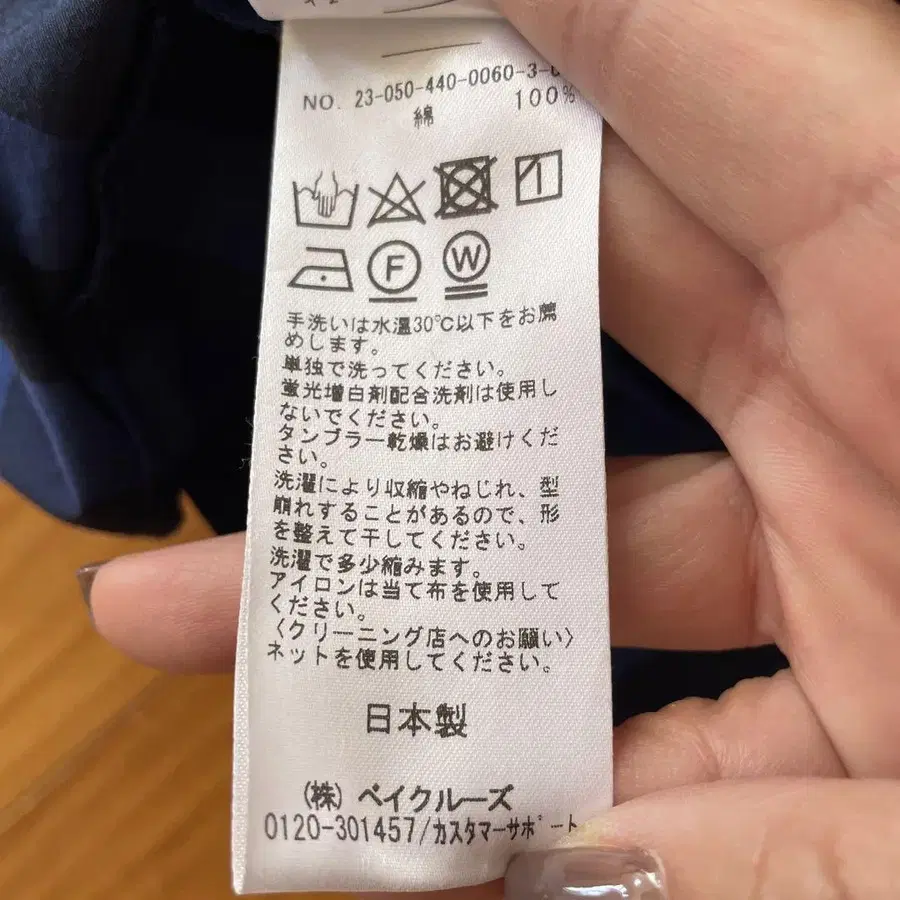 NO. 23-050-440-0060-3-
綿 100%
F W
手洗いは水温30℃以下をお薦
めします。
単独で洗ってください。
蛍光増白剤配合洗剤は使用し
ないでください。
タンブラー乾燥はお避けくだ
さい。
洗濯により収縮やねじれ、型
崩れすることがあるので、形
を整えて干してください。
洗濯で多少縮みます。
アイロンは当て布を使用して
ください。
〈クリーニング店へのお願い〉
ネットを使用してください。
日本製
(株) ベイクルーズ
0120-301457/カスタマーサポート